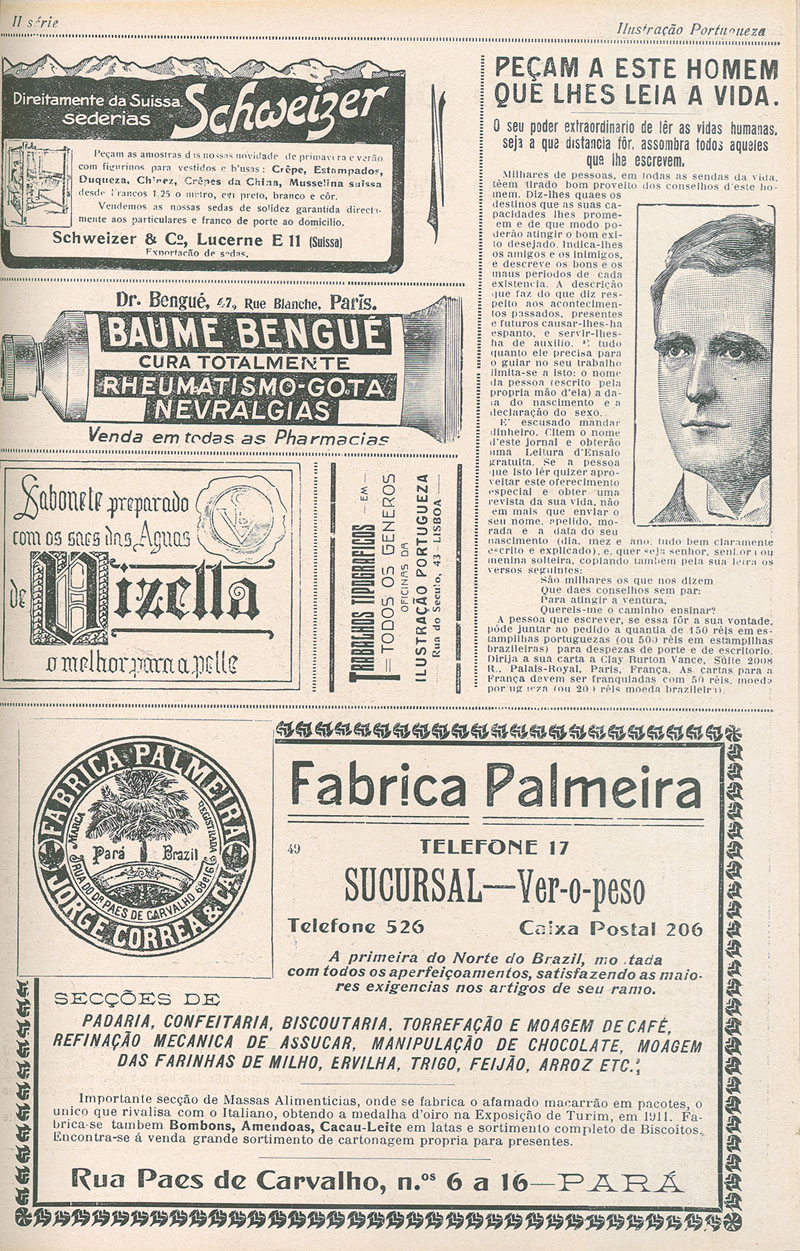 II série
Ilustração Portugueza
Direitamente da Suissa
sederias
Schweizer
Peçam as amostras das nossas novidade de primavera e verão
com figurinos para vestidos e b'usas: Crêpe, Estampados,
Duqueza, Chinez, Crêpes da China, Musselina suissa
desde Francos 1,25 o metro, em preto, branco e côr.
Vendemos as nossas sedas de solidez garantida directa-
mente aos particulares e franco de porte ao domicilio.
Schweizer & Cº, Lucerne E 11 (Suissa)
Exportação de sedas.
Dr. Bengué, 47, Rue Blanche, Paris.
BAUME BENGUÉ
CURA TOTALMENTE
RHEUMATISMO-GOTA
NEVRALGIAS
Venda em todas as Pharmacias
Sabonete preparado
com os saes das Aguas
de Vizella
o melhor para a pelle
TRABALHOS TIPOGRAFICOS — EM —
= TODOS OS GENEROS
OFICINAS DA
ILUSTRAÇÃO PORTUGUEZA
Rua do Seculo, 43 - LISBOA -
PEÇAM A ESTE HOMEM
QUE LHES LEIA A VIDA.
O seu poder extraordinario de lêr as vidas humanas,
seja a que distancia fôr, assombra todos aqueles
que lhe escrevem.
Milhares de pessoas, em todas as sendas da vida,
têem tirado bom proveito dos conselhos d'este ho-
mem. Diz-lhes quaes os
destinos que as suas ca-
pacidades lhes prome-
em e de que modo po-
derão atingir o bom exi-
to desejado. Indica-lhes
os amigos e os inimigos,
e descreve os bons e os
maus periodos de cada
existencia. A descrição
que faz do que diz res-
peito aos acontecimen-
tos passados, presentes
e futuros causar-lhes-ha
espanto, e servir-lhes-
ha de auxilio. E tudo
quanto ele precisa para
o guiar no seu trabalho
limita-se a isto: o nome
da pessoa (escrito pela
propria mão d'ela) a da-
ta do nascimento e a
declaração do sexo.
E' escusado mandar
dinheiro. Citem o nome
d'este jornal e obterão
uma Leitura d'Ensaio
gratuita. Se a pessoa
que isto lêr quizer apro-
veitar este oferecimento
especial e obter uma
revista da sua vida, não
em mais que enviar o
seu nome, apelido, mo-
rada e a data do seu
nascimento (dia, mez e ano, tudo bem claramente
escrito e explicado), e, quer seja senhor, senhora ou
menina solteira, copiando tambem pela sua letra os
versos seguintes:
São milhares os que nos dizem
Que daes conselhos sem par:
Para atingir a ventura,
Quereis-me o caminho ensinar?
A pessoa que escrever, se essa fôr a sua vontade,
póde juntar ao pedido a quantia de 150 réis em es-
tampilhas portuguezas (ou 500 réis em estampilhas
brazileiras) para despezas de porte e de escritorio.
Dirija a sua carta a Clay Burton Vance, Súite 2008
R., Palais-Royal, Paris, França. As cartas para a
França devem ser franquiadas com 50 réis, moeda
portugueza (ou 200 réis moeda brazileira).
FABRICA PALMEIRA
MARCA REGISTRADA
Pará Brazil
RUA DO Dr PAES DE CARVALHO 6 a 16
JORGE CORREA & Cª
Fabrica Palmeira
49
TELEFONE 17
SUCURSAL—Ver-o-peso
Telefone 526 Caixa Postal 206
A primeira do Norte do Brazil, mo tada
com todos os aperfeiçoamentos, satisfazendo as maio-
res exigencias nos artigos de seu ramo.
SECÇÕES DE
PADARIA, CONFEITARIA, BISCOUTARIA, TORREFAÇÃO E MOAGEM DE CAFÉ,
REFINAÇÃO MECANICA DE ASSUCAR, MANIPULAÇÃO DE CHOCOLATE, MOAGEM
DAS FARINHAS DE MILHO, ERVILHA, TRIGO, FEIJÃO, ARROZ ETC.;
Importante secção de Massas Alimenticias, onde se fabrica o afamado macarrão em pacotes, o
unico que rivalisa com o Italiano, obtendo a medalha d'oiro na Exposição de Turim, em 1911. Fa-
brica-se tambem Bombons, Amendoas, Cacau-Leite em latas e sortimento completo de Biscoitos.
Encontra-se á venda grande sortimento de cartonagem propria para presentes.
Rua Paes de Carvalho, n.os 6 a 16—PARÁ